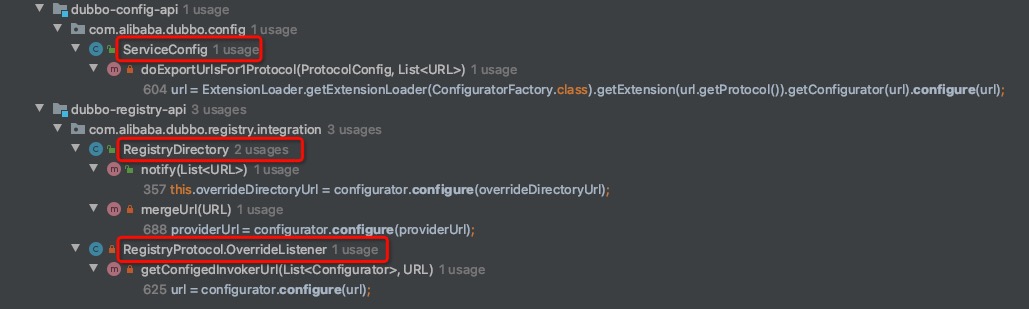 dubbo-config-api 1 usage
com.alibaba.dubbo.config 1 usage
ServiceConfig 1 usage
doExportUrlsFor1Protocol(ProtocolConfig, List<URL>) 1 usage
604 url = ExtensionLoader.getExtensionLoader(ConfiguratorFactory.class).getExtension(url.getProtocol()).getConfigurator(url).configure(url);
dubbo-registry-api 3 usages
com.alibaba.dubbo.registry.integration 3 usages
RegistryDirectory 2 usages
notify(List<URL>) 1 usage
357 this.overrideDirectoryUrl = configurator.configure(overrideDirectoryUrl);
mergeUrl(URL) 1 usage
688 providerUrl = configurator.configure(providerUrl);
RegistryProtocol.OverrideListener 1 usage
getConfigedInvokerUrl(List<Configurator>, URL) 1 usage
625 url = configurator.configure(url);